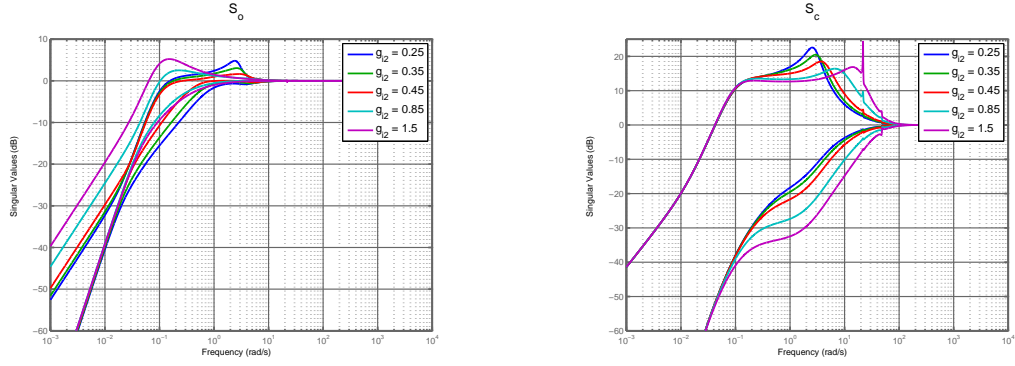 S_o
10
0
−10
−20
−30
−40
−50
−60
Singular Values (dB)
10^−3
10^−2
10^−1
10^0
10^1
10^2
10^3
10^4
Frequency (rad/s)
g_i2 = 0.25
g_i2 = 0.35
g_i2 = 0.45
g_i2 = 0.85
g_i2 = 1.5
S_c
20
10
0
−10
−20
−30
−40
−50
−60
Singular Values (dB)
10^−3
10^−2
10^−1
10^0
10^1
10^2
10^3
10^4
Frequency (rad/s)
g_i2 = 0.25
g_i2 = 0.35
g_i2 = 0.45
g_i2 = 0.85
g_i2 = 1.5